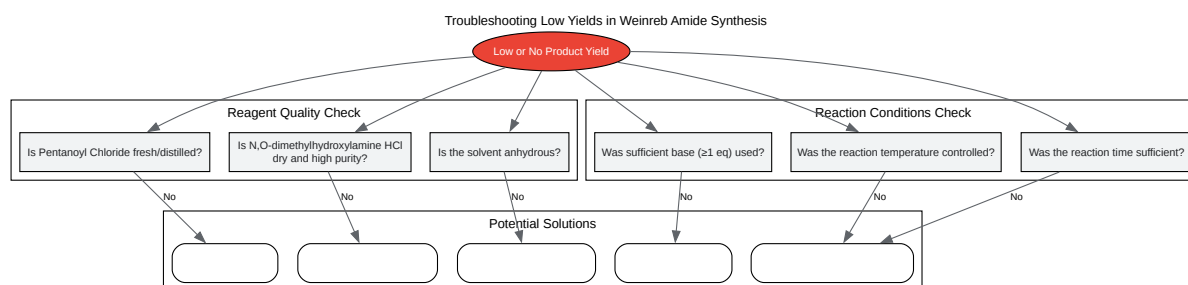 Troubleshooting Low Yields in Weinreb Amide Synthesis
Low or No Product Yield
Reagent Quality Check
Reaction Conditions Check
Is Pentanoyl Chloride fresh/distilled?
Is N,O-dimethylhydroxylamine HCl
dry and high purity?
Is the solvent anhydrous?
Was sufficient base (≥1 eq) used?
Was the reaction temperature controlled?
Was the reaction time sufficient?
No
No
No
No
No
No
Potential Solutions